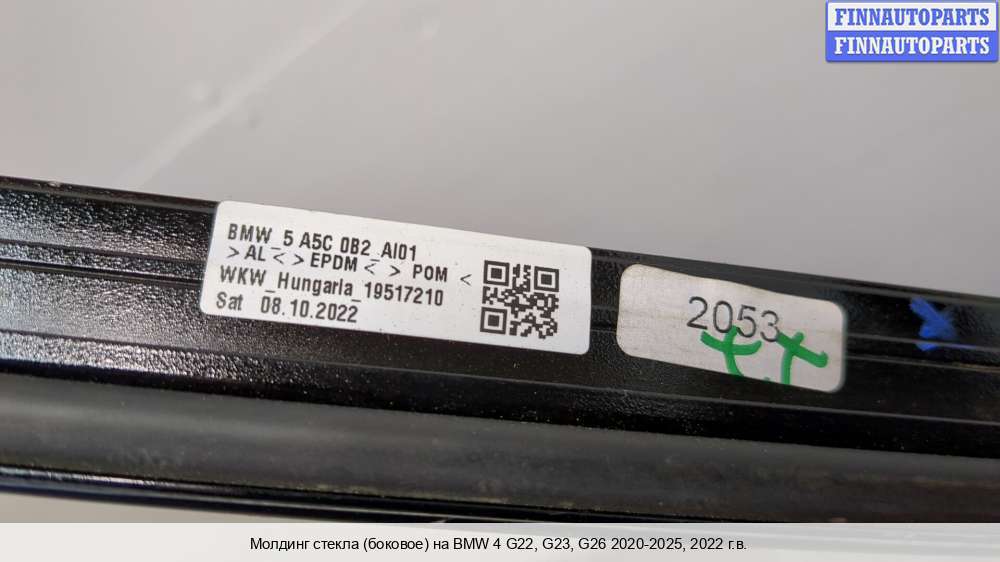 FINNAUTOPARTS
FINNAUTOPARTS
BMW_5 A5C 0B2_AI01
>AL<>EPDM<>POM<
WKW_Hungaria_19517210
Sat 08.10.2022
2053
Молдинг стекла (боковое) на BMW 4 G22, G23, G26 2020-2025, 2022 г.в.